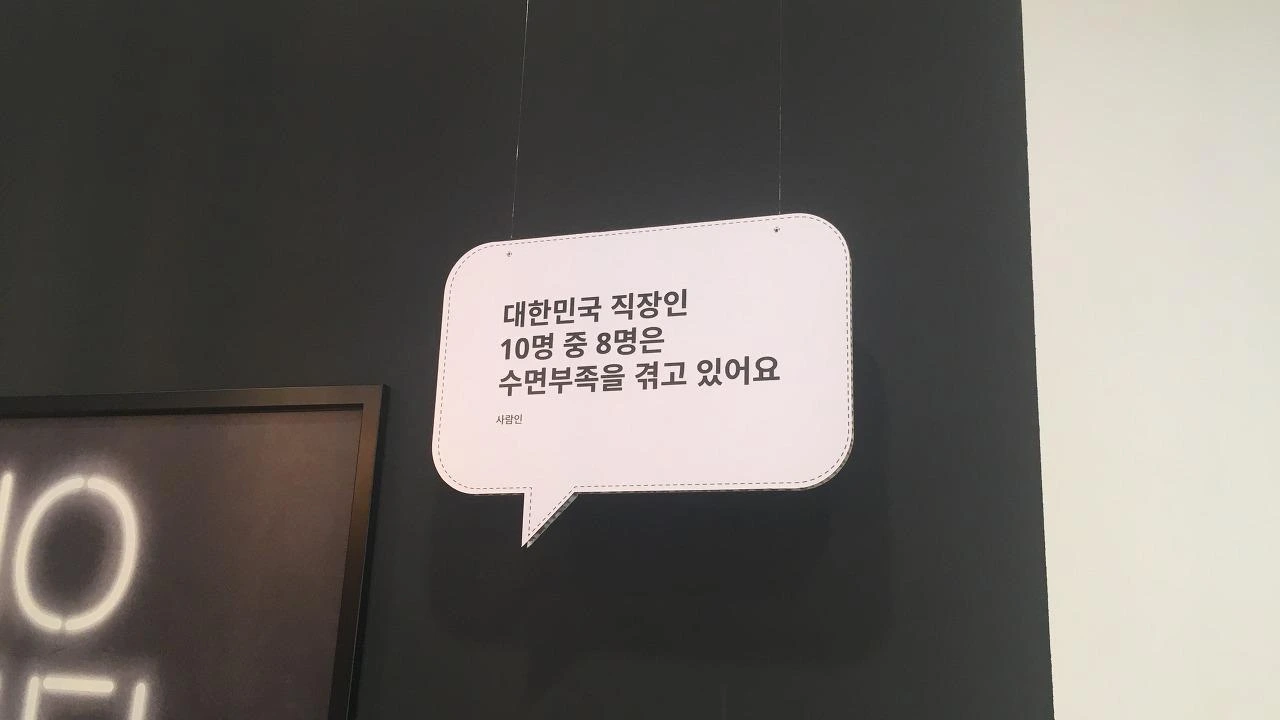 대한민국 직장인
10명 중 8명은
수면부족을 겪고 있어요
사람인